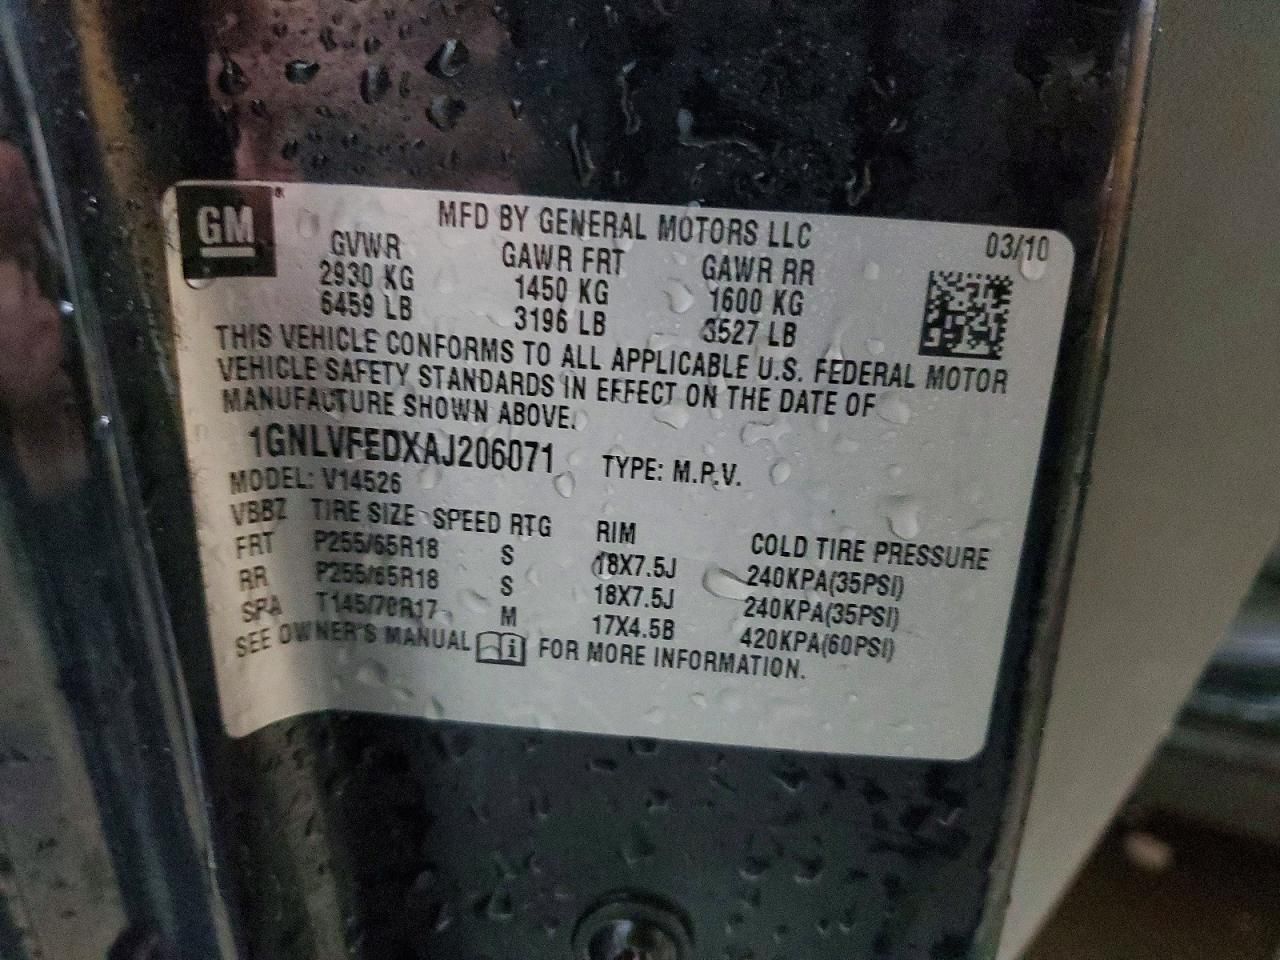 GM®
MFD BY GENERAL MOTORS LLC 03/10
GVWR GAWR FRT GAWR RR
2930 KG 1450 KG 1600 KG
6459 LB 3196 LB 3527 LB
THIS VEHICLE CONFORMS TO ALL APPLICABLE U.S. FEDERAL MOTOR
VEHICLE SAFETY STANDARDS IN EFFECT ON THE DATE OF
MANUFACTURE SHOWN ABOVE.
1GNLVFEDXAJ206071 TYPE: M.P.V.
MODEL: V14526
VBBZ TIRE SIZE SPEED RTG RIM COLD TIRE PRESSURE
FRT P255/65R18 S 18X7.5J 240KPA(35PSI)
RR P255/65R18 S 18X7.5J 240KPA(35PSI)
SPA T145/70R17 M 17X4.5B 420KPA(60PSI)
SEE OWNER'S MANUAL FOR MORE INFORMATION.